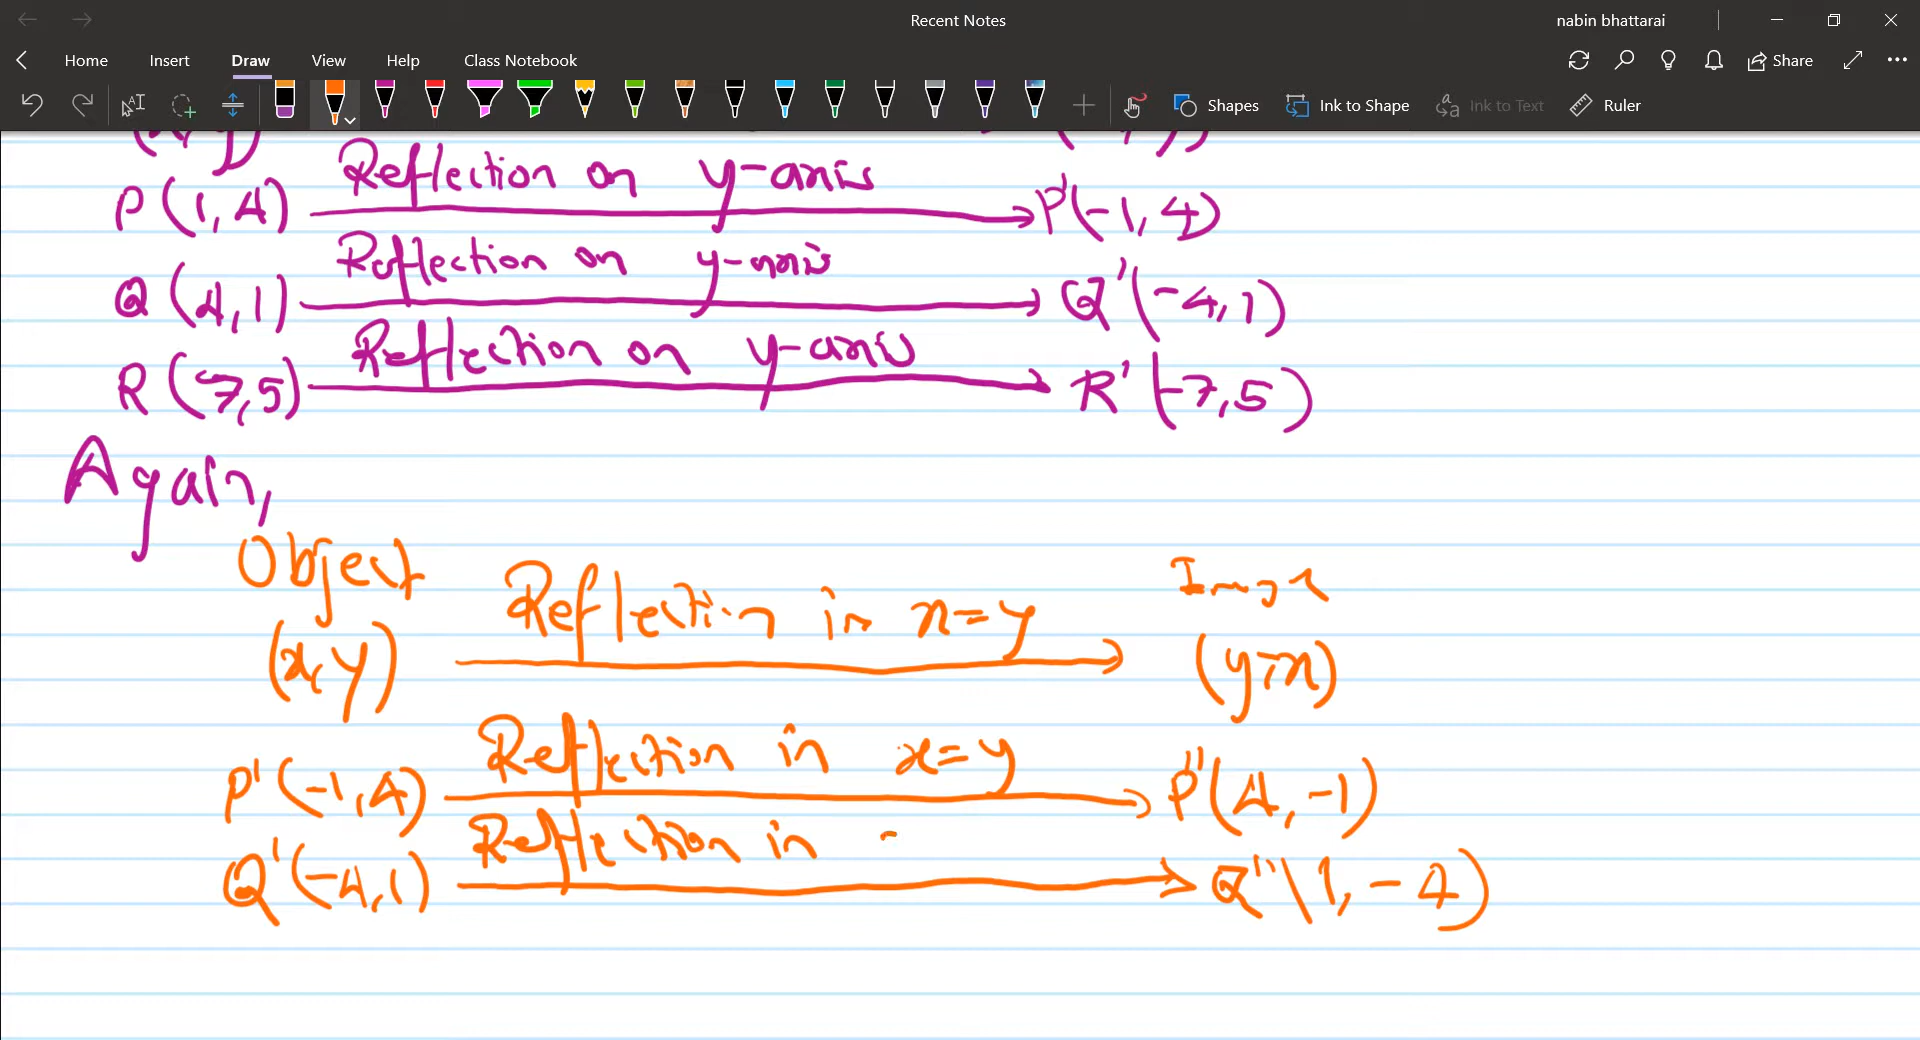 Recent Notes nabin bhattarai
Home Insert Draw View Help Class Notebook Share
Shapes Ink to Shape Ink to Text Ruler
P(1,4) Reflection on y-axis P'(-1,4)
Q(4,1) Reflection on y-axis Q'(-4,1)
R(7,5) Reflection on y-axis R'(-7,5)
Again,
Object Reflection in x=y Image
(x,y) (y,x)
P'(-1,4) Reflection in x=y P''(4,-1)
Q'(-4,1) Reflection in Q''(1,-4)